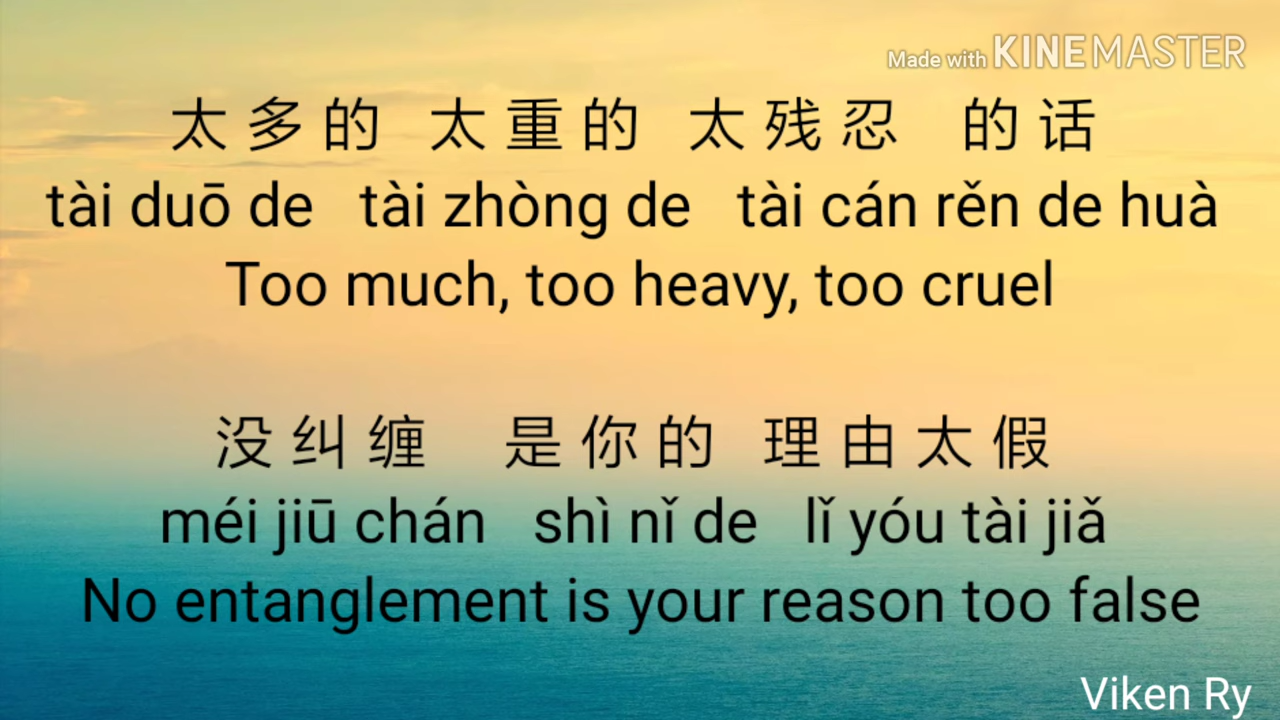 Made with KINEMASTER
太多的 太重的 太残忍 的话
tài duō de tài zhòng de tài cán rěn de huà
Too much, too heavy, too cruel
没纠缠 是你的 理由太假
méi jiū chán shì nǐ de lǐ yóu tài jiǎ
No entanglement is your reason too false
Viken Ry